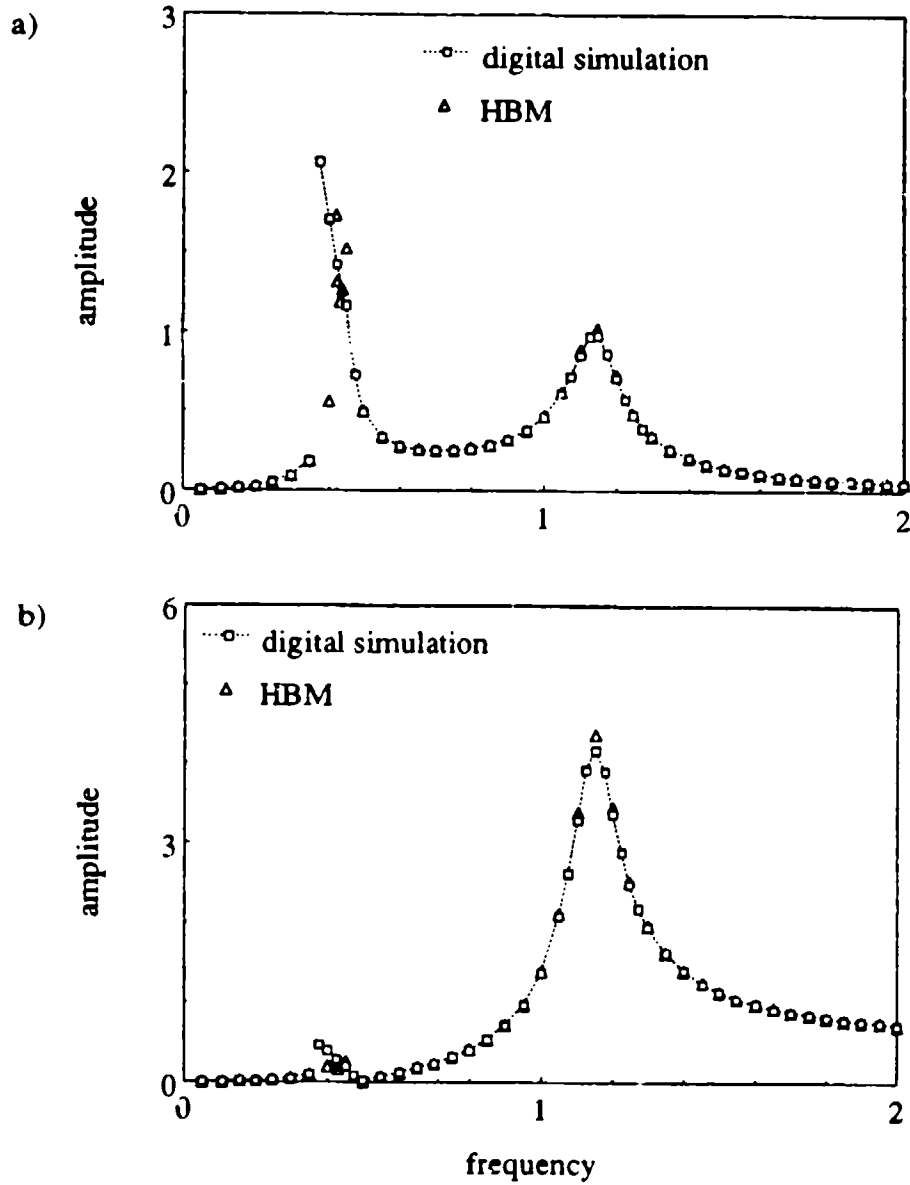 a)
3
digital simulation
HBM
2
amplitude
1
0
0
1
2
b)
6
digital simulation
HBM
amplitude
3
0
0
1
2
frequency